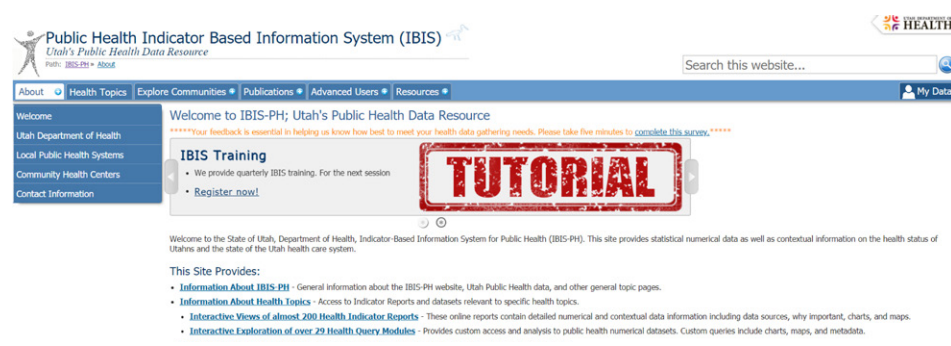 UTAH DEPARTMENT OF
HEALTH
Public Health Indicator Based Information System (IBIS)
Utah's Public Health Data Resource
Path: IBIS-PH ► About
Search this website...
About Health Topics Explore Communities Publications Advanced Users Resources My Data
Welcome
Utah Department of Health
Local Public Health Systems
Community Health Centers
Contact Information
Welcome to IBIS-PH; Utah's Public Health Data Resource
*****Your feedback is essential in helping us know how best to meet your health data gathering needs. Please take five minutes to complete this survey.*****
IBIS Training
• We provide quarterly IBIS training. For the next session
• Register now!
TUTORIAL
Welcome to the State of Utah, Department of Health, Indicator-Based Information System for Public Health (IBIS-PH). This site provides statistical numerical data as well as contextual information on the health status of
Utahns and the state of the Utah health care system.
This Site Provides:
• Information About IBIS-PH - General information about the IBIS-PH website, Utah Public Health data, and other general topic pages.
• Information About Health Topics - Access to Indicator Reports and datasets relevant to specific health topics.
• Interactive Views of almost 200 Health Indicator Reports - These online reports contain detailed numerical and contextual data information including data sources, why important, charts, and maps.
• Interactive Exploration of over 29 Health Query Modules - Provides custom access and analysis to public health numerical datasets. Custom queries include charts, maps, and metadata.